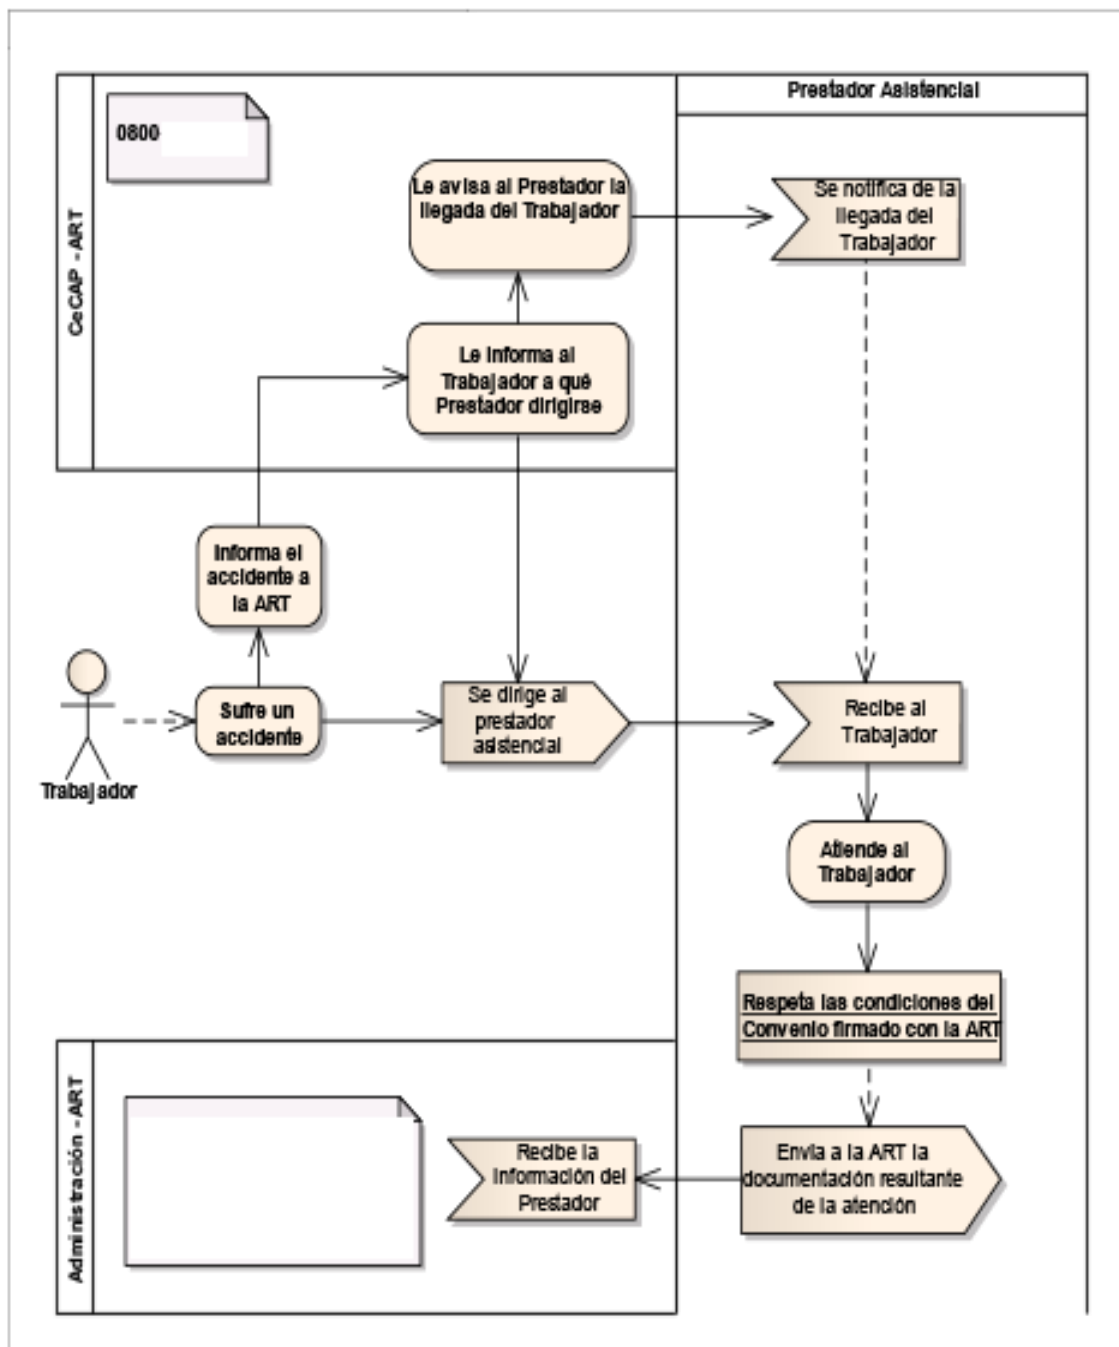 Prestador Asistencial
0800
CeCAP - ART
Le avisa al Prestador la
llegada del Trabajador
Se notifica de la
llegada del
Trabajador
Le informa al
Trabajador a qué
Prestador dirigirse
Informa el
accidente a
la ART
Trabajador
Sufre un
accidente
Se dirige al
prestador
asistencial
Recibe al
Trabajador
Atiende al
Trabajador
Respeta las condiciones del
Convenio firmado con la ART
Administración - ART
Recibe la
Información del
Prestador
Envia a la ART la
documentación resultante
de la atención